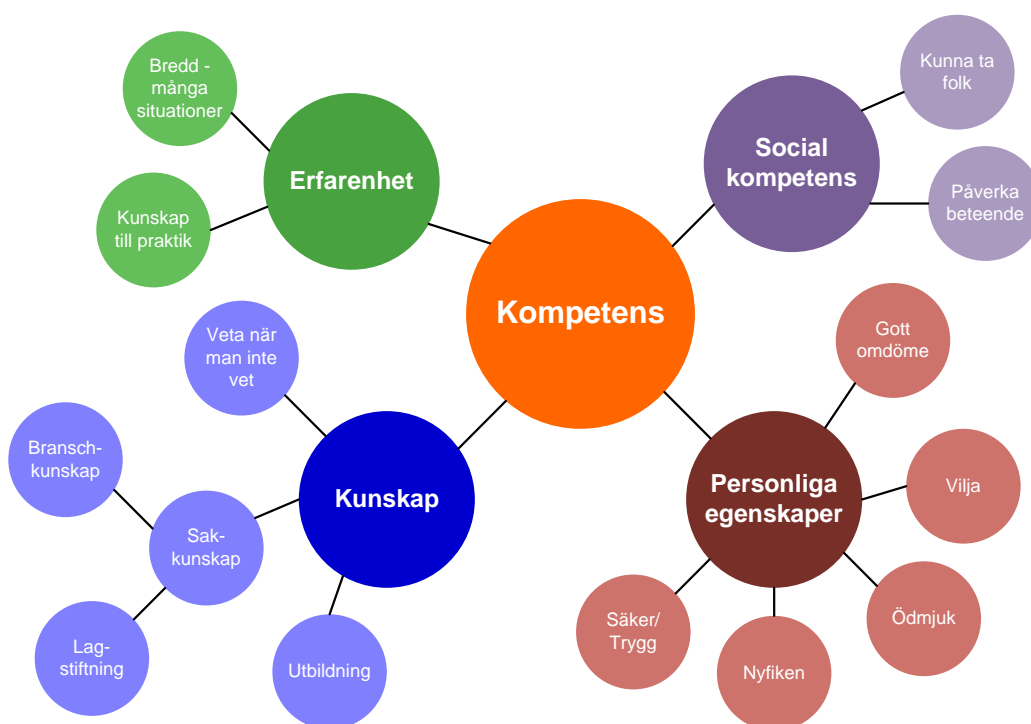 Bredd -
många
situationer
Kunskap
till praktik
Erfarenhet
Social
kompetens
Kunna ta
folk
Påverka
beteende
Kompetens
Veta när
man inte
vet
Kunskap
Bransch-
kunskap
Sak-
kunskap
Lag-
stiftning
Utbildning
Personliga
egenskaper
Gott
omdöme
Vilja
Ödmjuk
Nyfiken
Säker/
Trygg